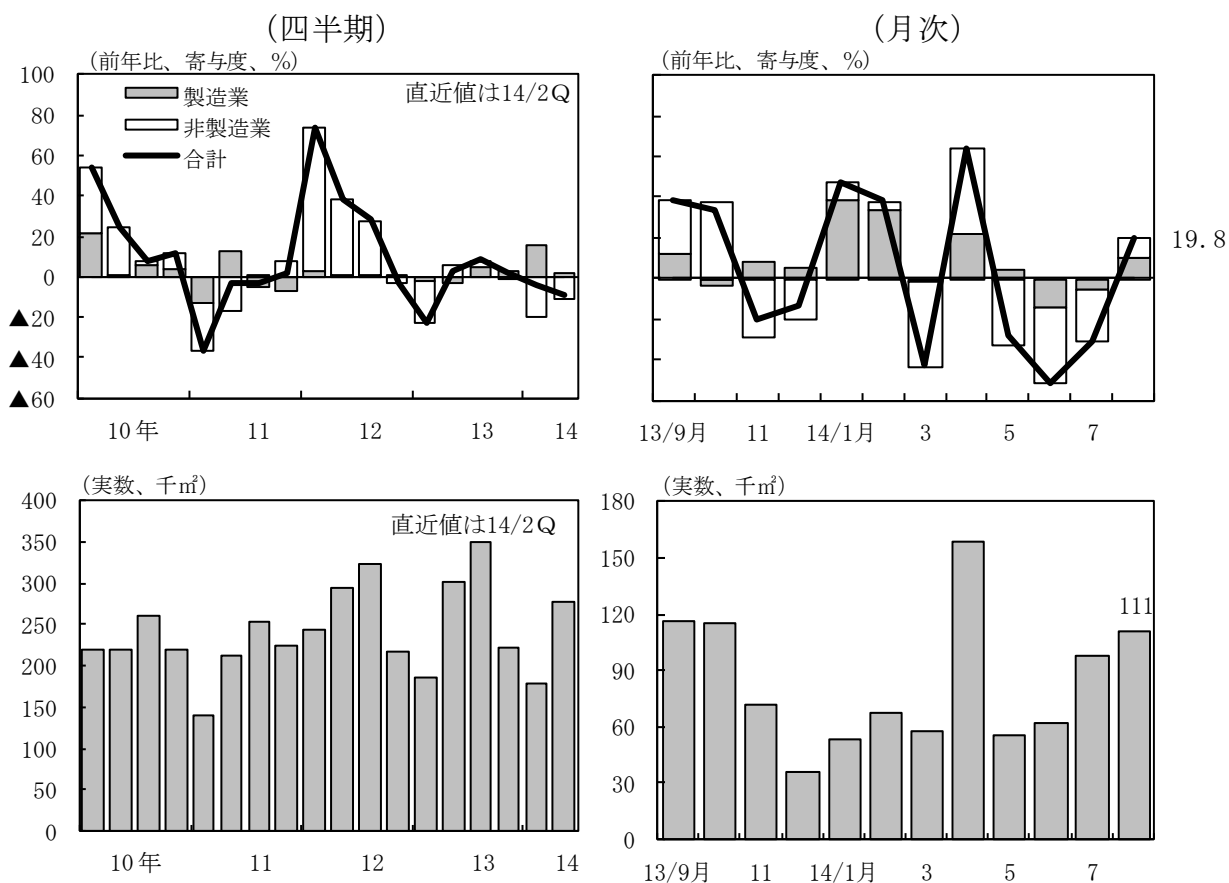 (四半期)
(前年比、寄与度、%)
100
80
60
40
20
0
▲20
▲40
▲60
製造業
非製造業
合計
直近値は14/2Q
10年 11 12 13 14
(月次)
(前年比、寄与度、%)
19.8
13/9月 11 14/1月 3 5 7
(実数、千㎡)
400
350
300
250
200
150
100
50
0
直近値は14/2Q
10年 11 12 13 14
(実数、千㎡)
180
150
120
90
60
30
0
111
13/9月 11 14/1月 3 5 7